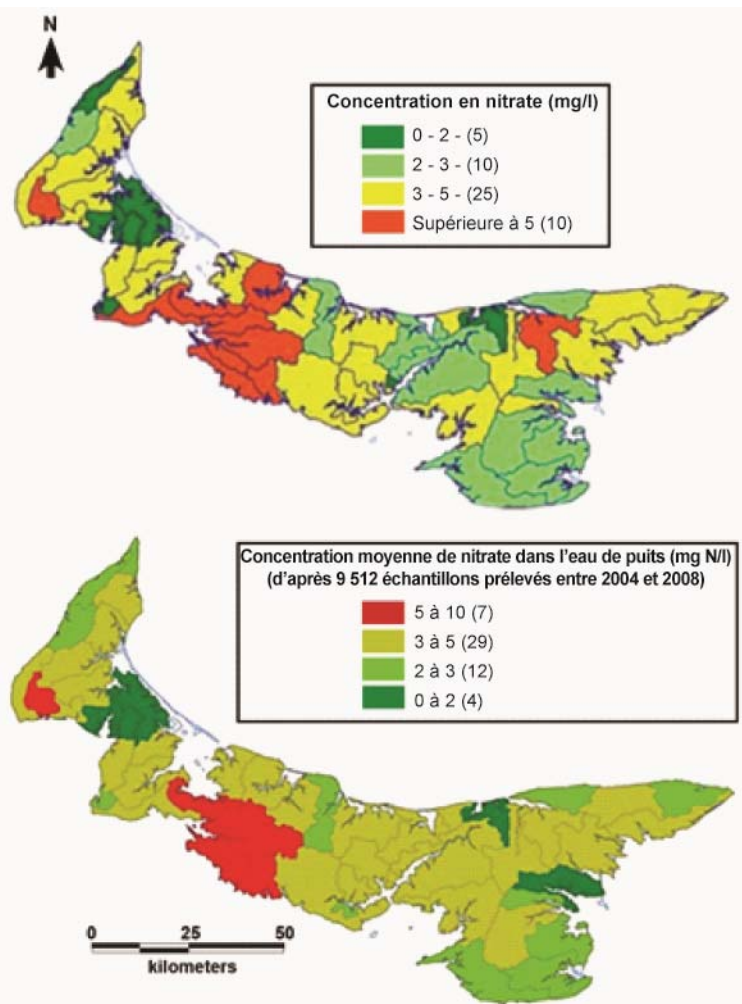 N
Concentration en nitrate (mg/l)
0 - 2 - (5)
2 - 3 - (10)
3 - 5 - (25)
Supérieure à 5 (10)
Concentration moyenne de nitrate dans l'eau de puits (mg N/l)
(d'après 9 512 échantillons prélevés entre 2004 et 2008)
5 à 10 (7)
3 à 5 (29)
2 à 3 (12)
0 à 2 (4)
0 25 50
kilometers